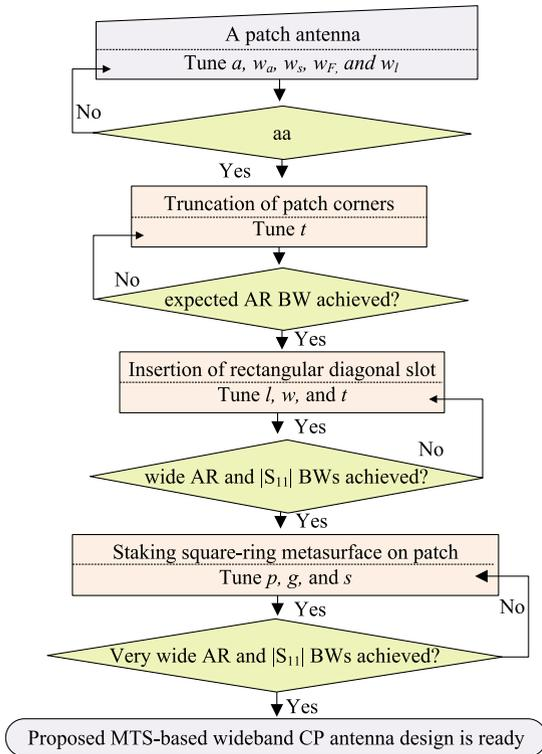 A patch antenna
Tune a, wa, ws, wF, and wl
No
aa
Yes
Truncation of patch corners
Tune t
No
expected AR BW achieved?
Yes
Insertion of rectangular diagonal slot
Tune l, w, and t
Yes
No
wide AR and |S11| BWs achieved?
Yes
Staking square-ring metasurface on patch
Tune p, g, and s
Yes
No
Very wide AR and |S11| BWs achieved?
Yes
Proposed MTS-based wideband CP antenna design is ready